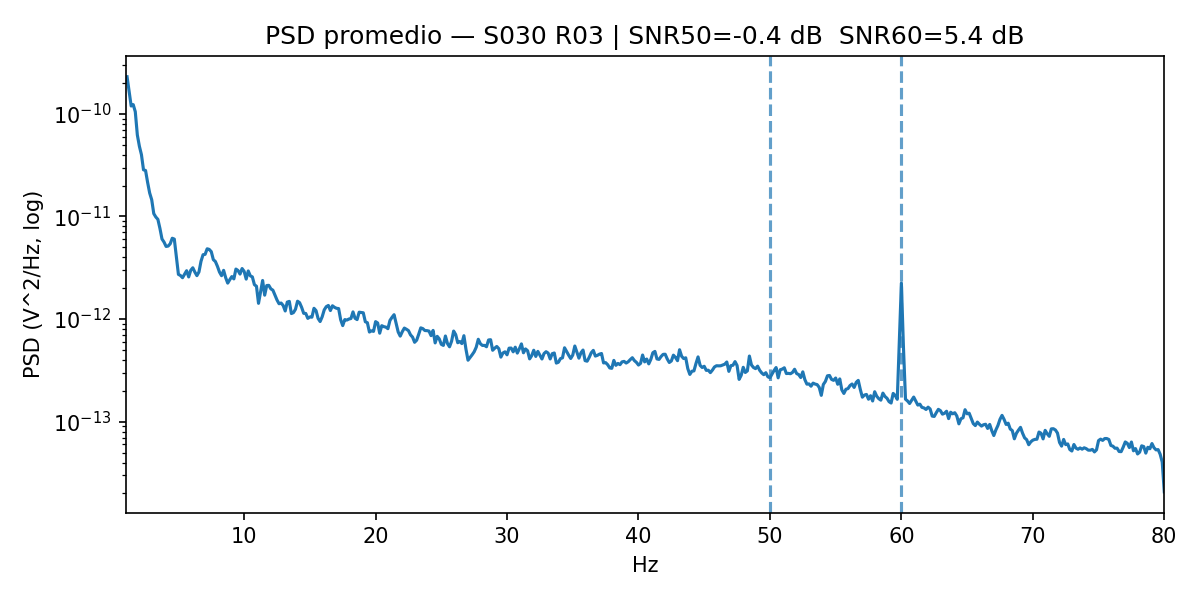 PSD promedio — S030 R03 | SNR50=-0.4 dB  SNR60=5.4 dB
PSD (V^2/Hz, log)
10⁻¹⁰
10⁻¹¹
10⁻¹²
10⁻¹³
10 20 30 40 50 60 70 80
Hz